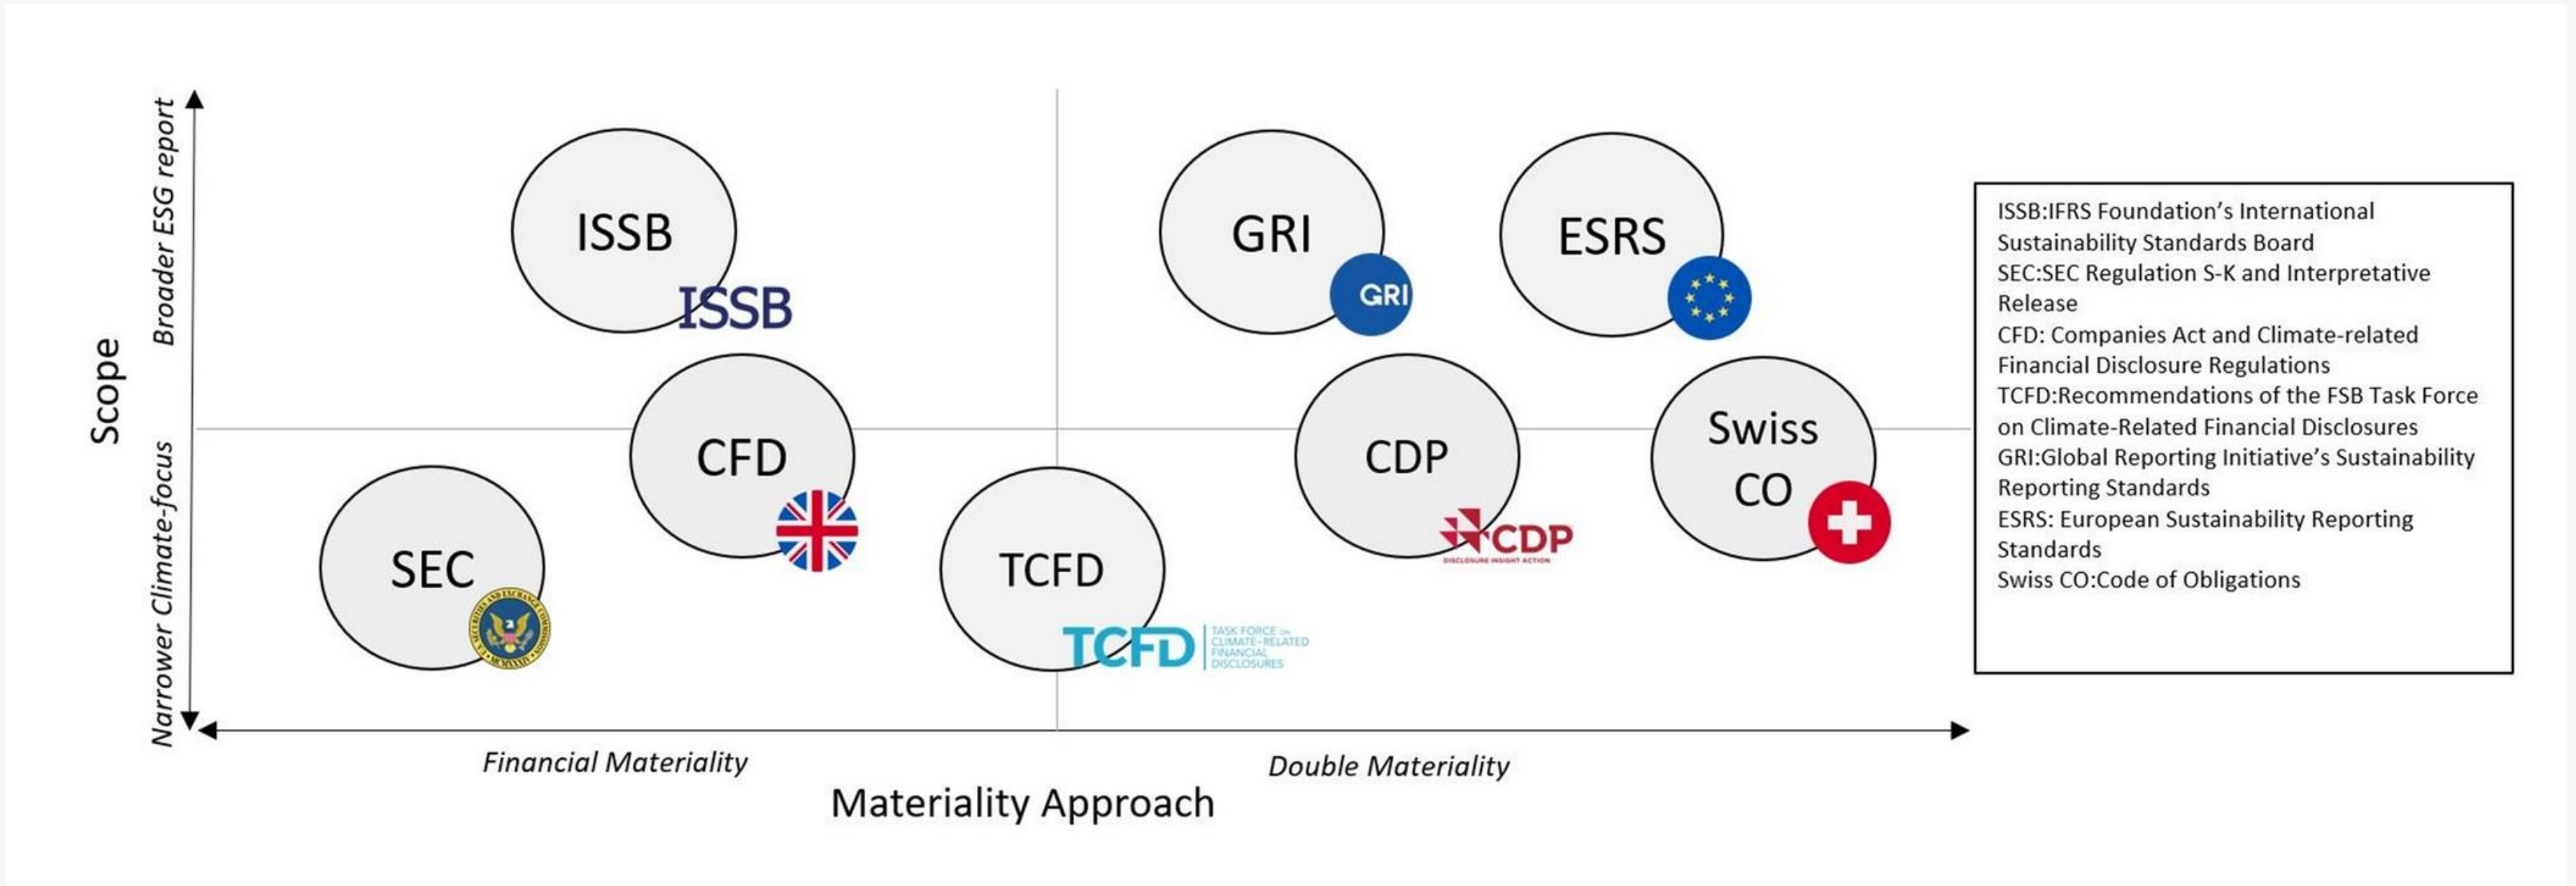 Scope
Broader ESG report
Narrower Climate-focus
ISSB
ISSB
GRI
GRI
ESRS
CFD
CDP
CDP
DISCLOSURE INSIGHT ACTION
Swiss
CO
SEC
TCFD
TCFD
TASK FORCE ON
CLIMATE-RELATED
FINANCIAL
DISCLOSURES
Financial Materiality
Double Materiality
Materiality Approach
ISSB:IFRS Foundation’s International
Sustainability Standards Board
SEC:SEC Regulation S-K and Interpretative
Release
CFD: Companies Act and Climate-related
Financial Disclosure Regulations
TCFD:Recommendations of the FSB Task Force
on Climate-Related Financial Disclosures
GRI:Global Reporting Initiative’s Sustainability
Reporting Standards
ESRS: European Sustainability Reporting
Standards
Swiss CO:Code of Obligations